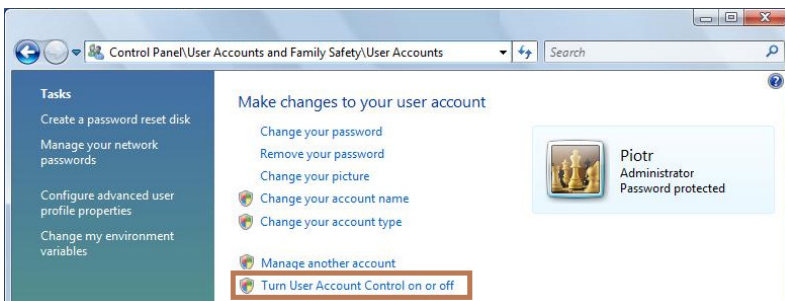 Control Panel\User Accounts and Family Safety\User Accounts
Search
Tasks
Create a password reset disk
Manage your network
passwords
Configure advanced user
profile properties
Change my environment
variables
Make changes to your user account
Change your password
Remove your password
Change your picture
Change your account name
Change your account type
Manage another account
Turn User Account Control on or off
Piotr
Administrator
Password protected